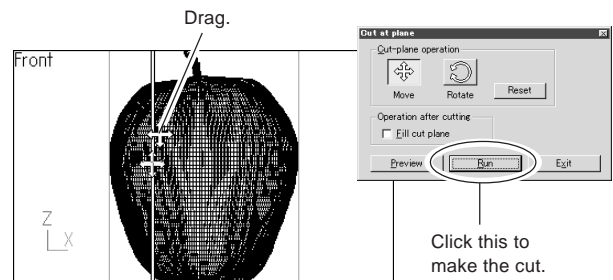 Drag.
Front
Z
X
Cut at plane
Cut-plane operation
Move
Rotate
Reset
Operation after cutting
Fill cut plane
Preview
Run
Exit
Click this to
make the cut.